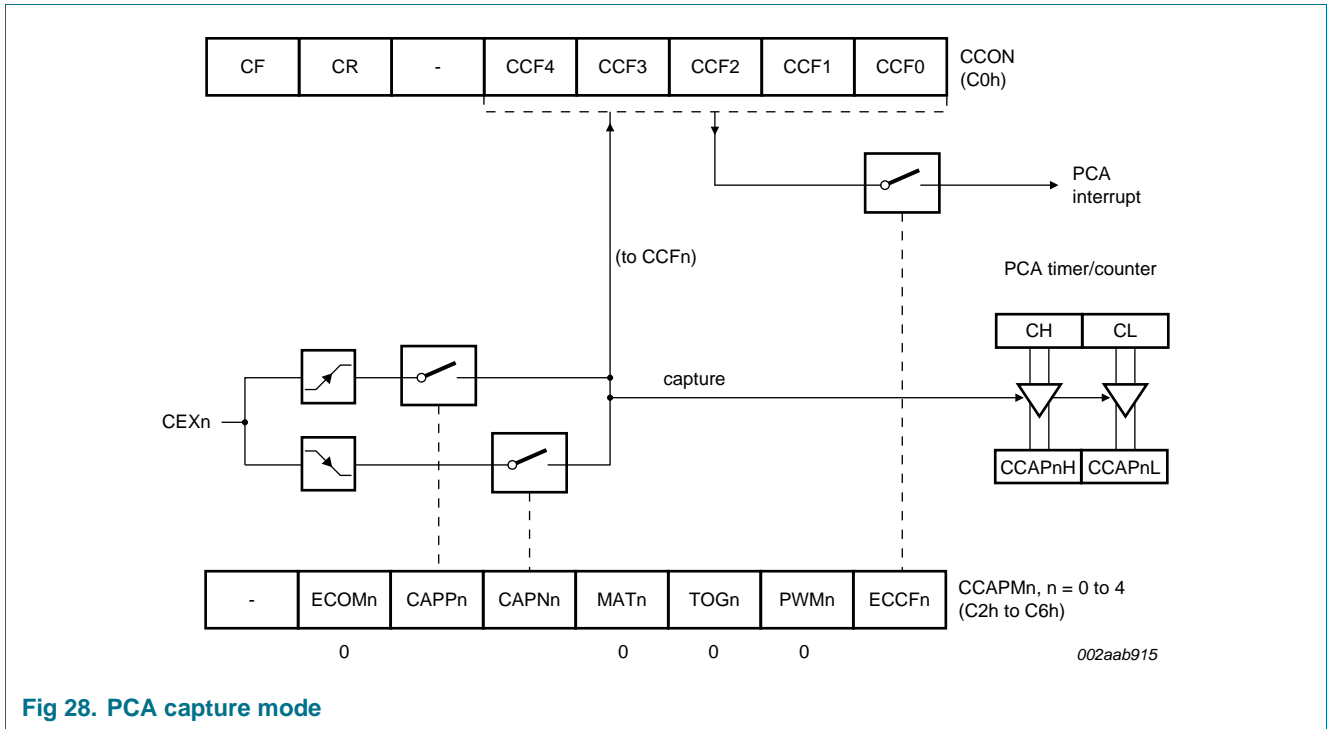 CF CR - CCF4 CCF3 CCF2 CCF1 CCF0
CCON
(C0h)
PCA
interrupt
(to CCFn)
PCA timer/counter
CH CL
capture
CEXn
CCAPnH CCAPnL
- ECOMn CAPPn CAPNn MATn TOGn PWMn ECCFn
CCAPMn, n = 0 to 4
(C2h to C6h)
0 0 0 0
002aab915
Fig 28. PCA capture mode